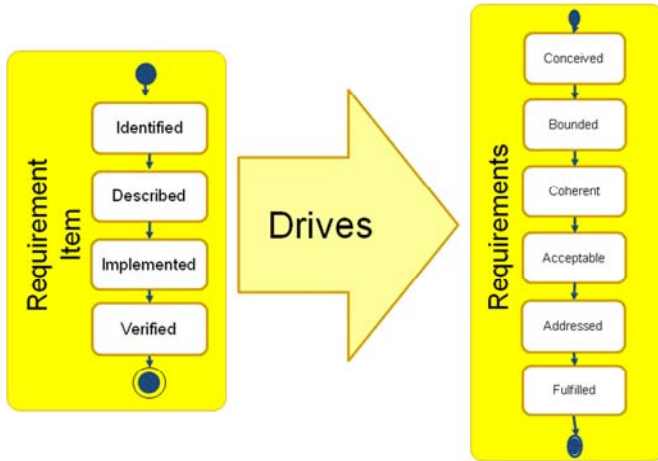 Requirement
Item
Identified
Described
Implemented
Verified
Drives
Requirements
Conceived
Bounded
Coherent
Acceptable
Addressed
Fulfilled